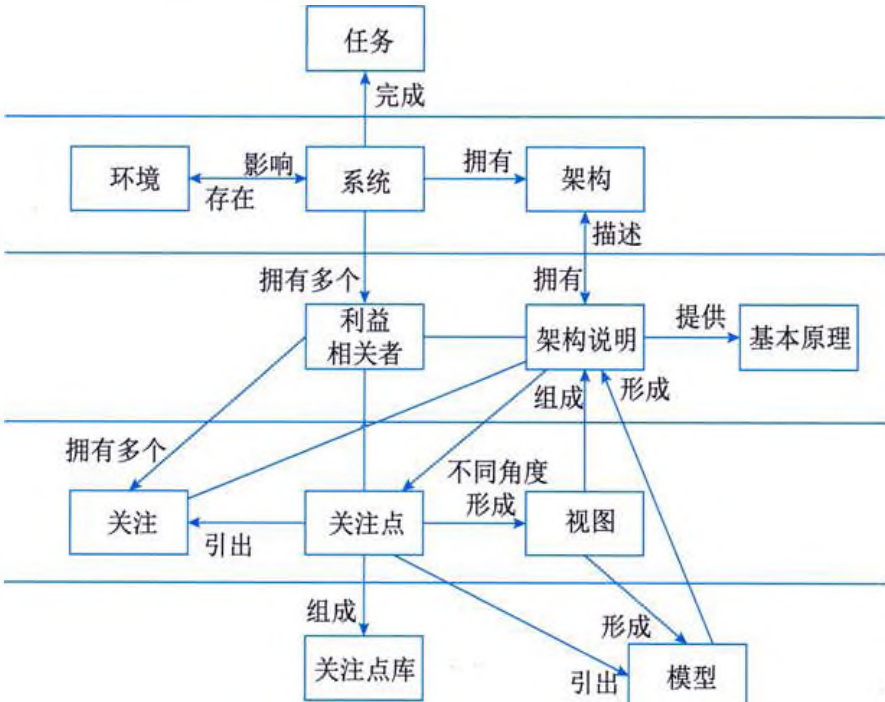 任务
完成
环境
影响
存在
系统
拥有
架构
描述
拥有多个
拥有
利益
相关者
架构说明
提供
基本原理
组成
形成
拥有多个
不同角度
形成
关注
引出
关注点
视图
组成
形成
关注点库
引出
模型